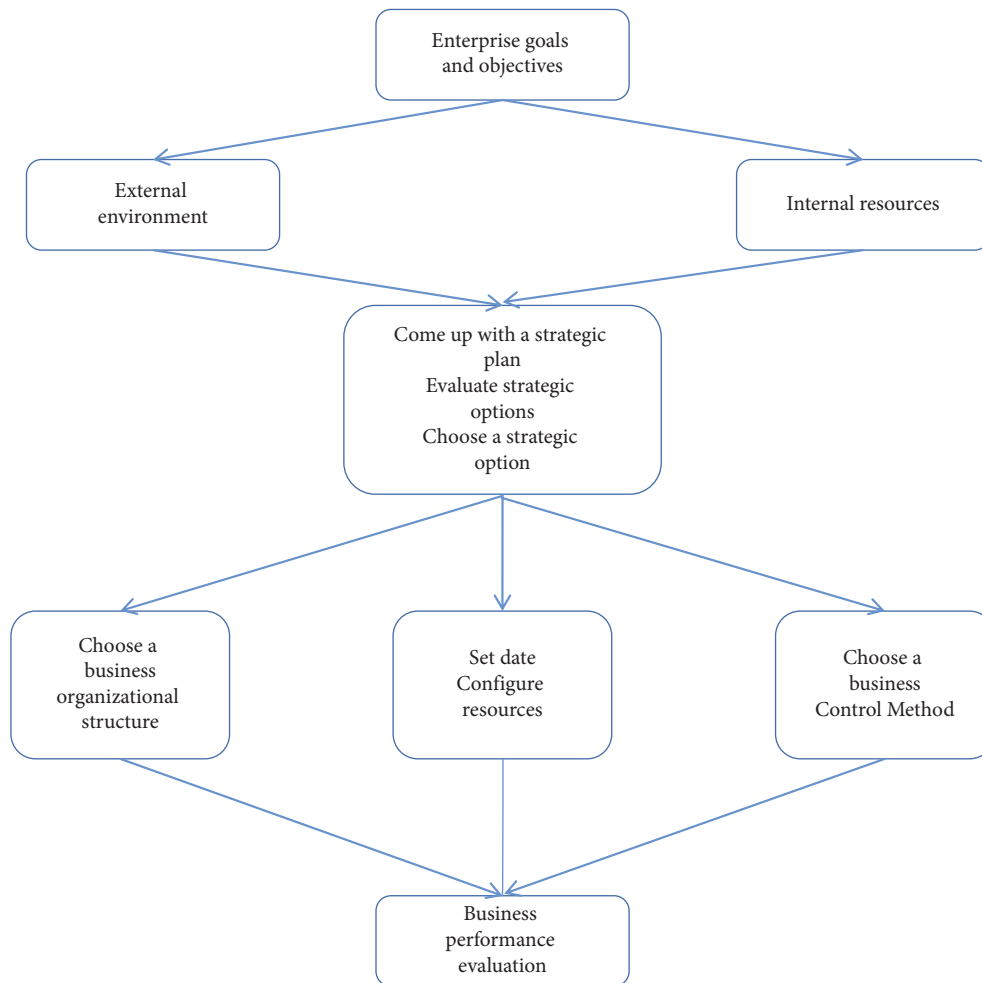 Enterprise goals
and objectives
External
environment
Internal resources
Come up with a strategic
plan
Evaluate strategic
options
Choose a strategic
option
Choose a
business
organizational
structure
Set date
Configure
resources
Choose a
business
Control Method
Business
performance
evaluation